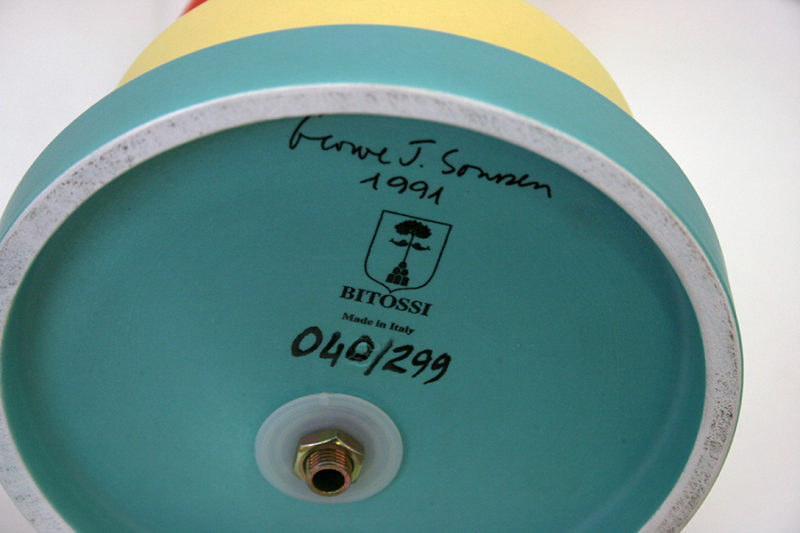 George J. Sowden
1991
BITOSSI
Made in Italy
040/299